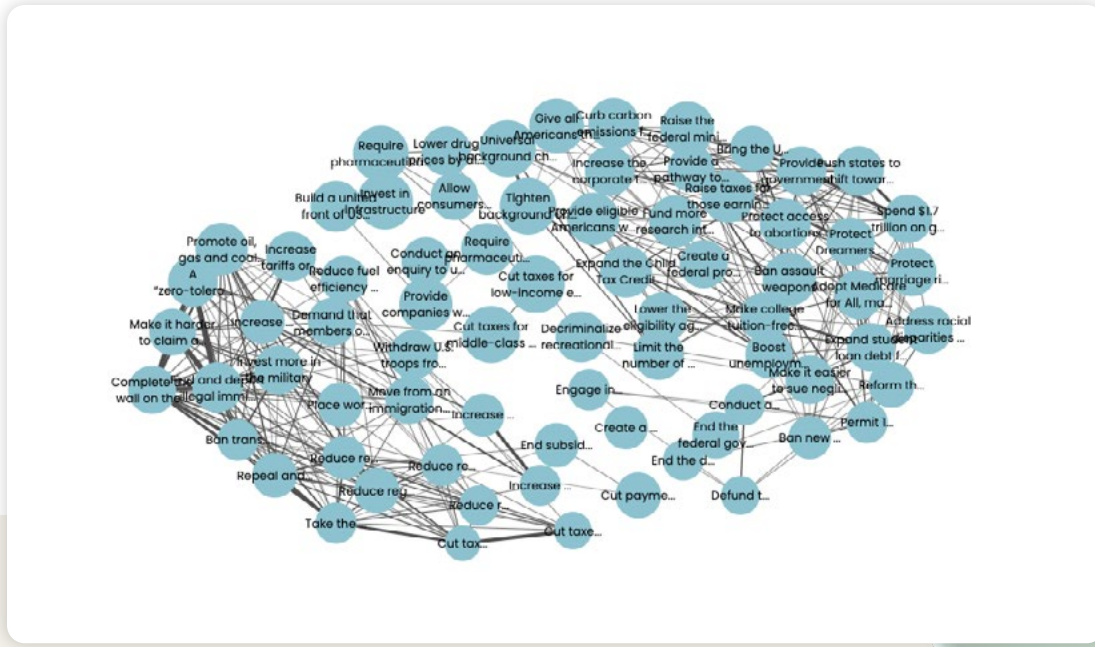 Give all
Americans th...
Curb carbon
emissions f...
Raise the
federal mini...
Require
pharmaceuti...
Lower drug
prices by al...
Universal
background ch...
Bring the U...
Increase the
corporate t...
Provide a
pathway to...
Provide
governme...
Push states to
shift towar...
Build a united
front of U.S...
Invest in
infrastructure
Allow
consumers...
Tighten
background
Provide eligible
Americans w...
Raise taxes for
those earnin...
Fund more
research int...
Protect access
to abortion
Spend $1.7
trillion on g...
Protect
Dreamers...
Promote oil,
gas and coal
Increase
tariffs on
Conduct an
enquiry to u...
Require
pharmaceuti...
Expand the Child
Tax Credit
Create a
federal pro...
Ban assault
weapons
Protect
marriage ri...
A
"zero-tolera...
Reduce fuel
efficiency ...
Cut taxes for
low-income e...
Adopt Medicare
for All, ma...
Provide
companies w...
Make it harder
to claim a...
Increase
Demand that
members o...
Cut taxes for
middle-class ...
Decriminalize
recreational
Lower the
eligibility ag...
Make college
tuition-free...
Address racial
disparities ...
Withdraw U.S.
troops fro...
Limit the
number of ...
Boost
unemploym...
Expand student
loan debt f...
Complete
wall on the
illegal immi...
Invest more in
the military
Move from an
immigration...
Engage in...
Make it easier
to sue negli...
Reform th...
Place wor...
Increase ...
Conduct a...
Create a ...
End the
federal gov...
Permit i...
Ban trans...
End subsid...
Ban new ...
Reduce re...
Reduce re...
End the d...
Repeal and...
Reduce reg
Increase ...
Cut payme...
Defund t...
Reduce r...
Take the
Cut tax...
Cut taxe...